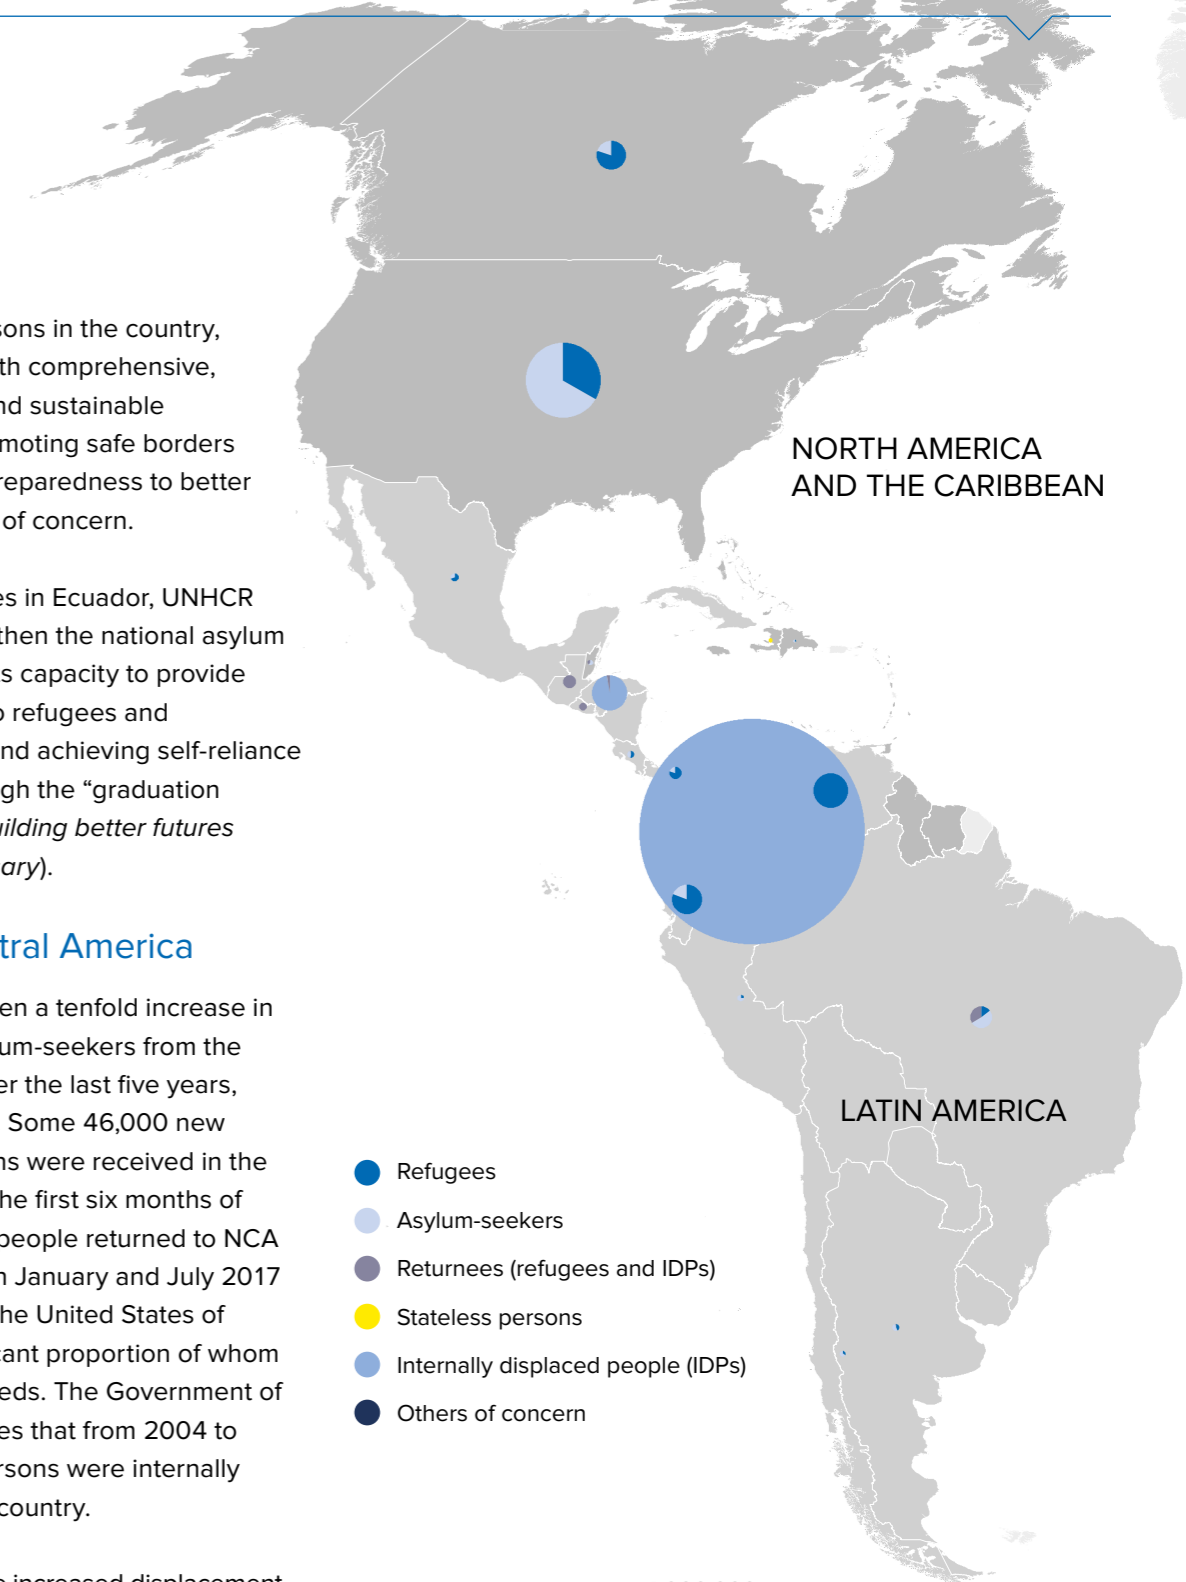 sons in the country,
th comprehensive,
nd sustainable
moting safe borders
reparedness to better
of concern.
es in Ecuador, UNHCR
then the national asylum
s capacity to provide
o refugees and
nd achieving self-reliance
gh the “graduation
uilding better futures
ary).
tral America
en a tenfold increase in
um-seekers from the
er the last five years,
Some 46,000 new
ns were received in the
he first six months of
people returned to NCA
n January and July 2017
he United States of
cant proportion of whom
eds. The Government of
es that from 2004 to
rsons were internally
country.
increased displacement
NORTH AMERICA
AND THE CARIBBEAN
LATIN AMERICA
Refugees
Asylum-seekers
Returnees (refugees and IDPs)
Stateless persons
Internally displaced people (IDPs)
Others of concern